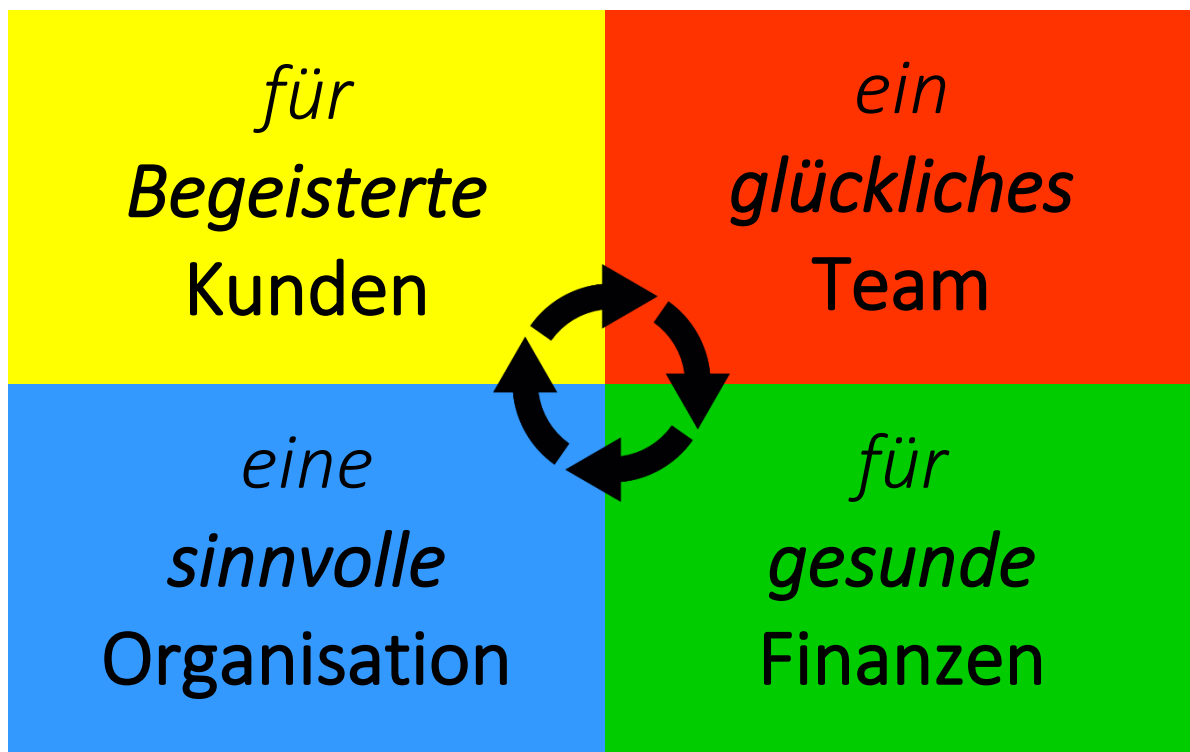 für
Begeisterte
Kunden
ein
glückliches
Team
eine
sinnvolle
Organisation
für
gesunde
Finanzen